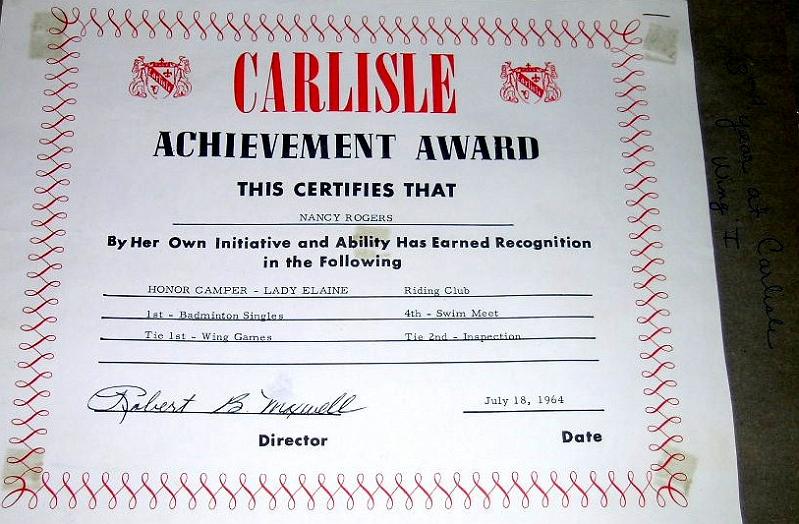 CARLISLE
ACHIEVEMENT AWARD
THIS CERTIFIES THAT
NANCY ROGERS
By Her Own Initiative and Ability Has Earned Recognition
in the Following
HONOR CAMPER - LADY ELAINE Riding Club
1st - Badminton Singles 4th - Swim Meet
Tie 1st - Wing Games Tie 2nd - Inspection
Robert B. Maxwell July 18, 1964
Director Date
year at Carlisle
Wing I